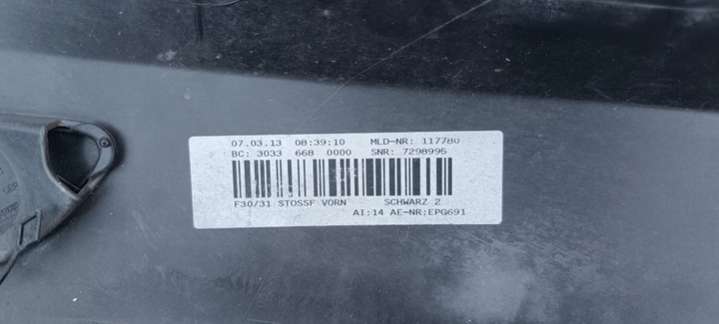 07.03.13 08:39:10 MLD-NR: 117780
BC: 3033 668 0000 SNR: 7298996
F30/31 STOSSF VORN SCHWARZ 2
AI:14 AE-NR:EPG691